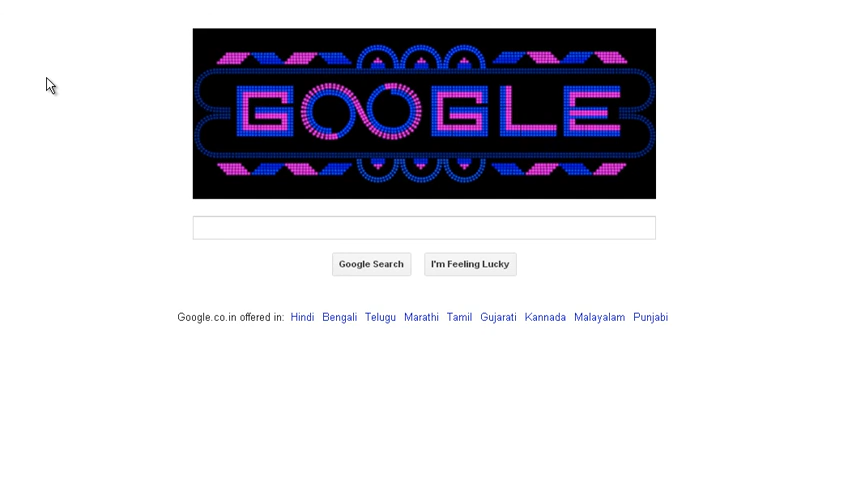 GOOGLE
Google Search I'm Feeling Lucky
Google.co.in offered in: Hindi Bengali Telugu Marathi Tamil Gujarati Kannada Malayalam Punjabi